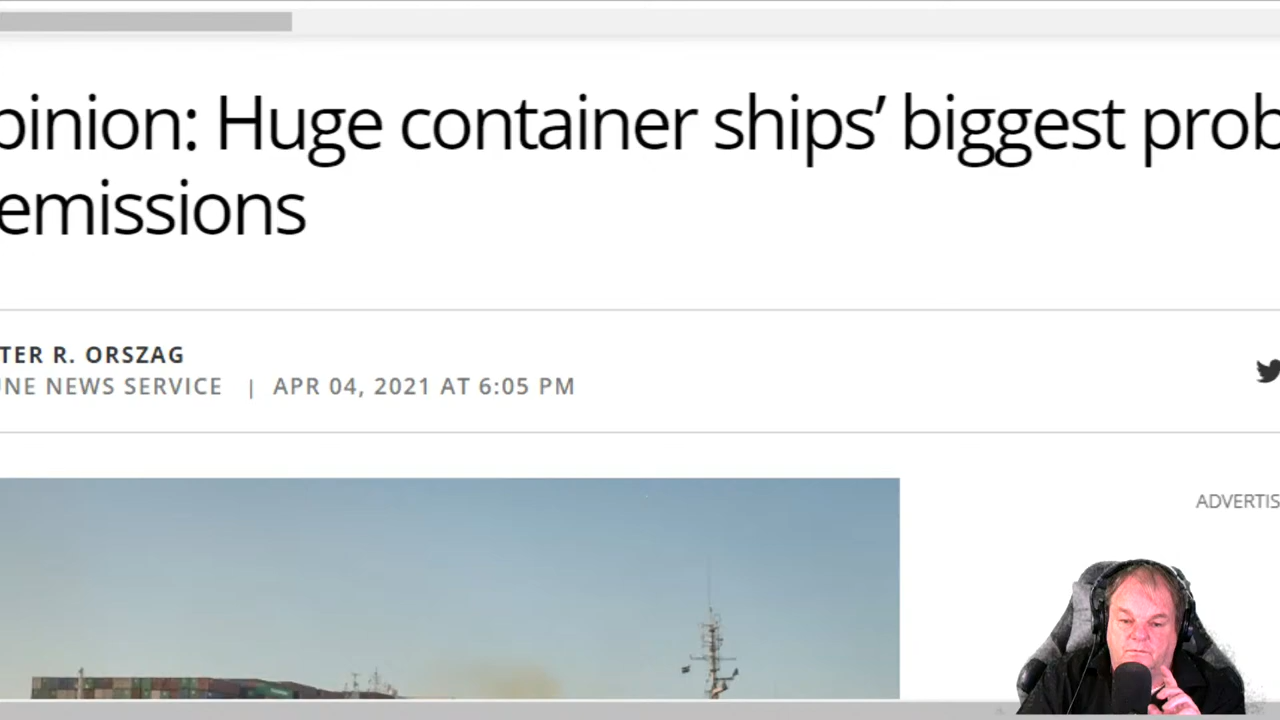 pinion: Huge container ships’ biggest prob
emissions
TER R. ORSZAG
UNE NEWS SERVICE | APR 04, 2021 AT 6:05 PM
ADVERTIS